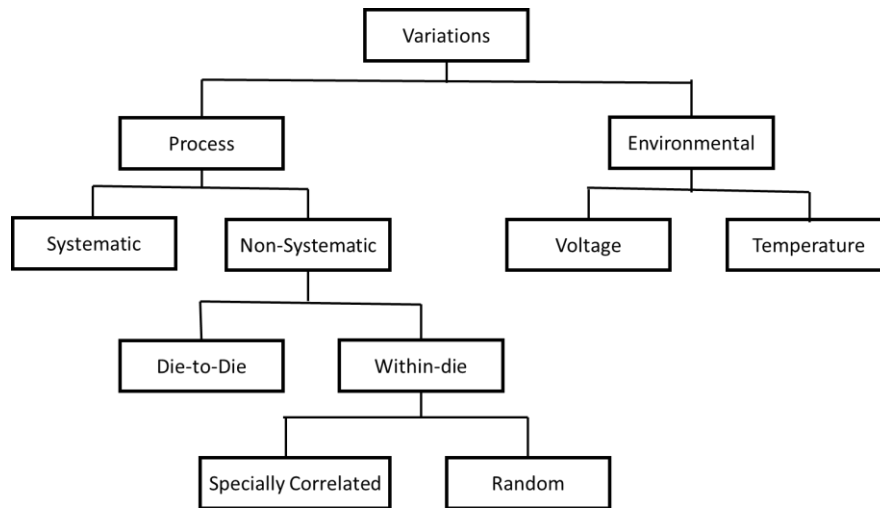 Variations
Process
Environmental
Systematic
Non-Systematic
Voltage
Temperature
Die-to-Die
Within-die
Specially Correlated
Random